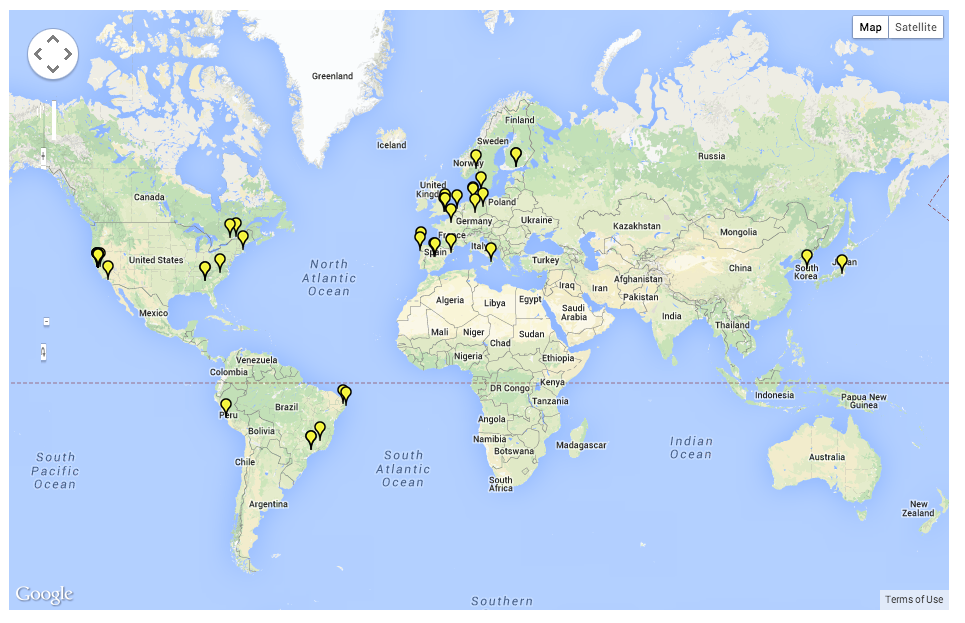 Map
Satellite
Greenland
Finland
Iceland
Sweden
Russia
Norway
United
Kingdom
Canada
Poland
Germany
Ukraine
Kazakhstan
Mongolia
France
Italy
Spain
United States
North
Atlantic
Ocean
Turkey
China
South
Korea
Japan
Afghanistan
Iraq
Iran
Pakistan
Algeria
Libya
Egypt
Saudi
Arabia
Mexico
India
Thailand
Mali
Niger
Sudan
Chad
Nigeria
Ethiopia
Venezuela
Colombia
DR Congo
Kenya
Tanzania
Indonesia
Papua New
Guinea
Brazil
Peru
Angola
Bolivia
Namibia
Botswana
Madagascar
South
Pacific
Ocean
Chile
South
Atlantic
Ocean
Indian
Ocean
Australia
South
Africa
Argentina
New
Zealand
Google
Southern
Terms of Use